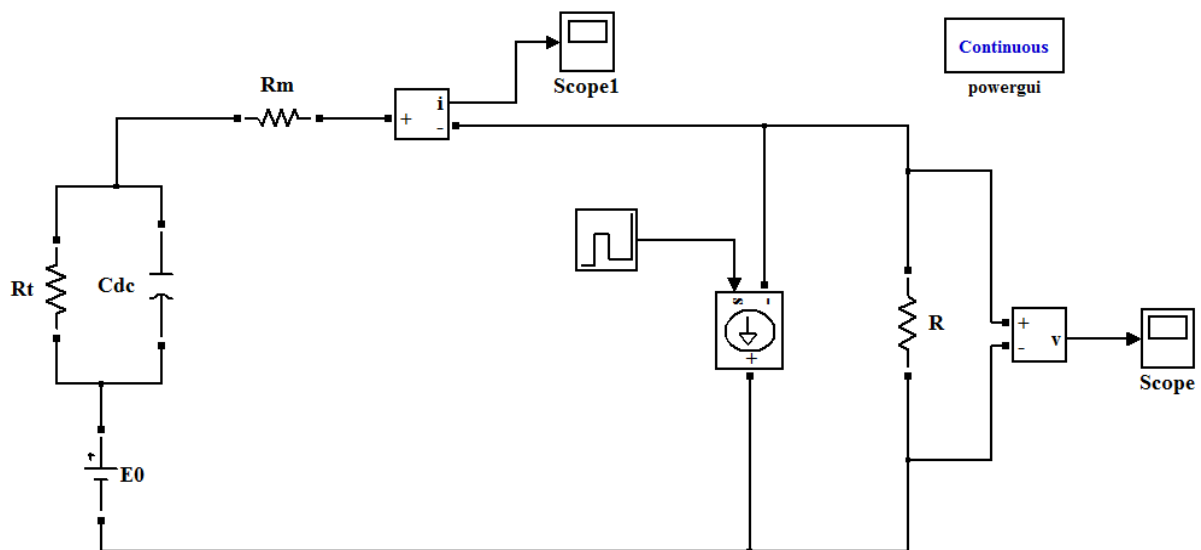 Continuous
powergui
Scope1
Rm
i
+
-
Rt
Cdc
s
-
+
R
+
-
v
Scope
E0